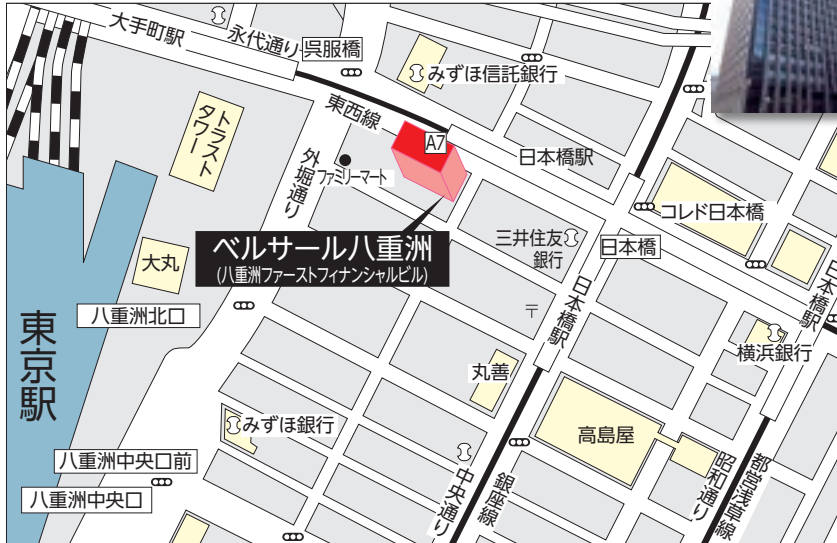 大手町駅
永代通り
呉服橋
みずほ信託銀行
東西線
トラスト
タワー
外堀通り
ファミリーマート
A7
日本橋駅
コレド日本橋
ベルサール八重洲
(八重洲ファーストフィナンシャルビル)
三井住友
銀行
日本橋
大丸
〒
日本橋駅
日本橋駅
八重洲北口
東京駅
丸善
横浜銀行
みずほ銀行
高島屋
八重洲中央口前
八重洲中央口
中央通り
銀座線
昭和通り
都営浅草線